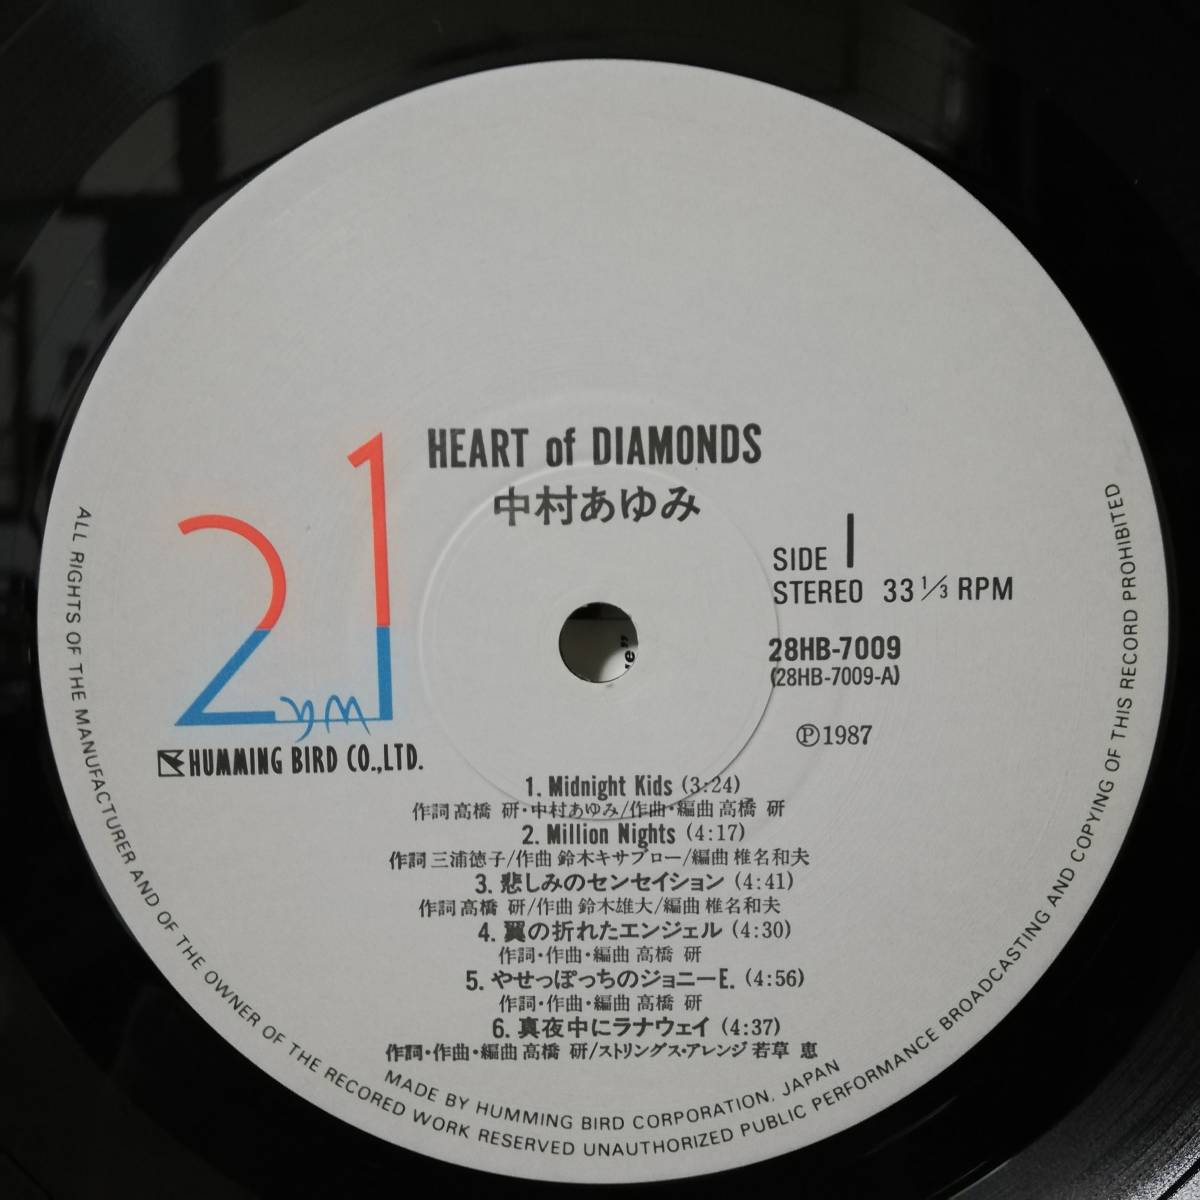 HEART of DIAMONDS
中村あゆみ
21
HUMMING BIRD CO.,LTD.
SIDE 1
STEREO 33 1/3 RPM
28HB-7009
(28HB-7009-A)
Ⓟ1987
1. Midnight Kids (3:24)
作詞 高橋 研・中村あゆみ/作曲・編曲 高橋 研
2. Million Nights (4:17)
作詞 三浦徳子/作曲 鈴木キサブロー/編曲 椎名和夫
3. 悲しみのセンセイション (4:41)
作詞 高橋 研/作曲 鈴木雄大/編曲 椎名和夫
4. 翼の折れたエンジェル (4:30)
作詞・作曲・編曲 高橋 研
5. やせっぽっちのジョニーE. (4:56)
作詞・作曲・編曲 高橋 研
6. 真夜中にラナウェイ (4:37)
作詞・作曲・編曲 高橋 研/ストリングス・アレンジ 若草 恵
MADE BY HUMMING BIRD CORPORATION, JAPAN
ALL RIGHTS OF THE MANUFACTURER AND OF THE OWNER OF THE RECORED WORK RESERVED UNAUTHORIZED PUBLIC PERFORMANCE BROADCASTING AND COPYING OF THIS RECORD PROHIBITED